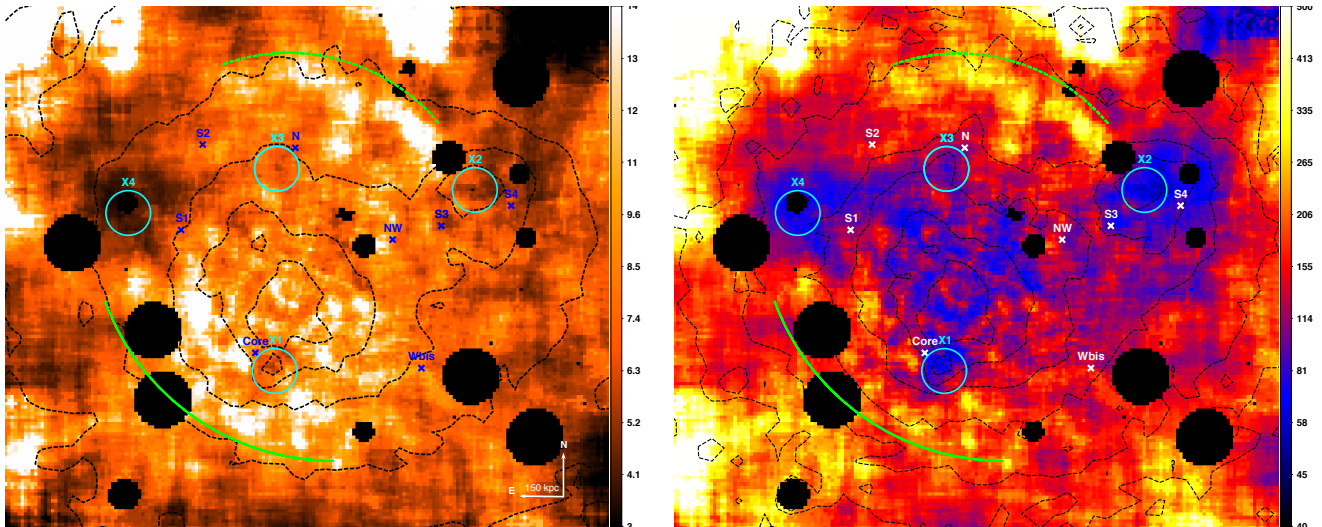 14
13
12
11
9.6
8.5
7.4
6.3
5.2
4.1
3
S2
X3
N
X2
X4
S4
S1
S3
NW
Core
X1
Wbis
N
150 kpc
E
500
413
335
265
206
155
114
81
58
45
40
S2
X3
N
X2
X4
S4
S1
S3
NW
Core
X1
Wbis